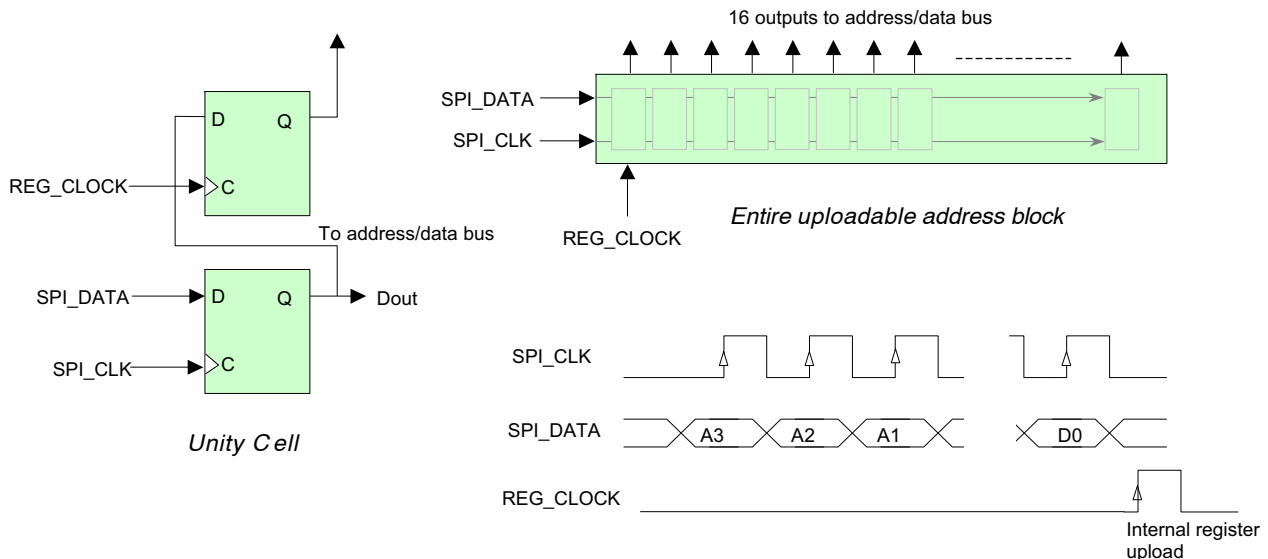 16 outputs to address/data bus
D
Q
REG_CLOCK
C
To address/data bus
SPI_DATA
D
Q
Dout
SPI_CLK
C
Unity Cell
SPI_DATA
SPI_CLK
REG_CLOCK
Entire uploadable address block
SPI_CLK
SPI_DATA
A3
A2
A1
D0
REG_CLOCK
Internal register
upload